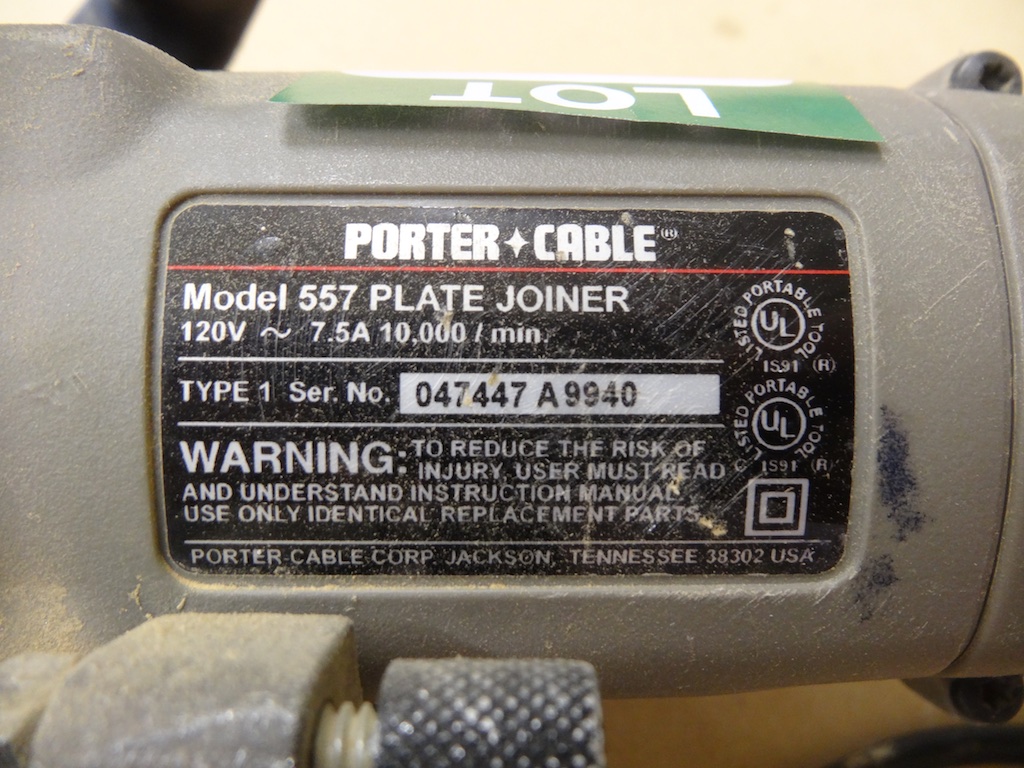 LOT
PORTER+CABLE®
Model 557 PLATE JOINER
120V ~ 7.5A 10,000 / min.
TYPE 1 Ser. No. 047447 A9940
WARNING: TO REDUCE THE RISK OF
INJURY, USER MUST READ
AND UNDERSTAND INSTRUCTION MANUAL.
USE ONLY IDENTICAL REPLACEMENT PARTS.
PORTER-CABLE CORP. JACKSON, TENNESSEE 38302 USA
LISTED PORTABLE TOOL
UL
1S91 (R)
LISTED PORTABLE TOOL
UL
C 1S91 (R)